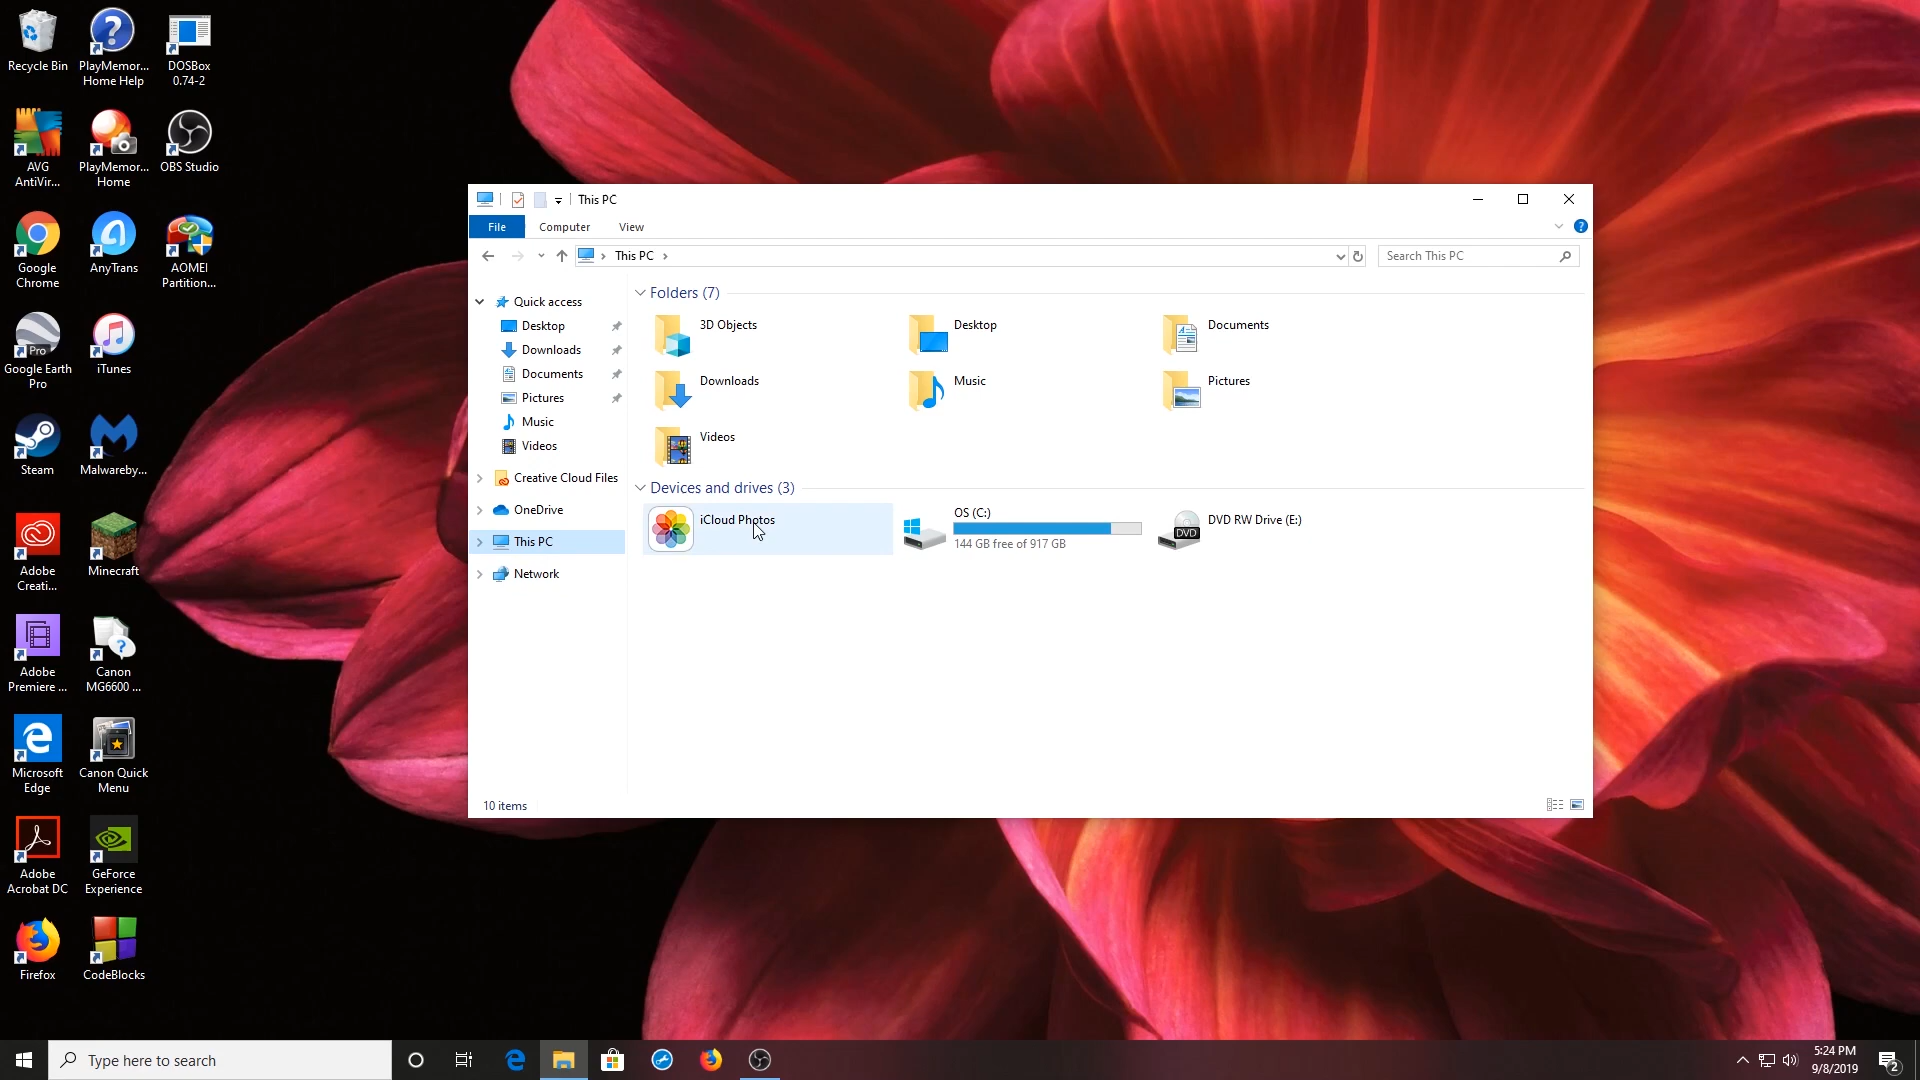 Recycle Bin
PlayMemor...
Home Help
DOSBox
0.74-2
AVG
AntiVir...
PlayMemor...
Home
OBS Studio
Google
Chrome
AnyTrans
AOMEI
Partition...
Pro
Google Earth
Pro
iTunes
Steam
Malwareby...
Adobe
Creati...
Minecraft
Adobe
Premiere ...
Canon
MG6600 ...
Microsoft
Edge
Canon Quick
Menu
Adobe
Acrobat DC
GeForce
Experience
Firefox
CodeBlocks
This PC
File
Computer
View
This PC
Search This PC
Quick access
Desktop
Downloads
Documents
Pictures
Music
Videos
Creative Cloud Files
OneDrive
This PC
Network
Folders (7)
3D Objects
Desktop
Documents
Downloads
Music
Pictures
Videos
Devices and drives (3)
iCloud Photos
OS (C:)
144 GB free of 917 GB
DVD
DVD RW Drive (E:)
10 items
Type here to search
5:24 PM
9/8/2019
2